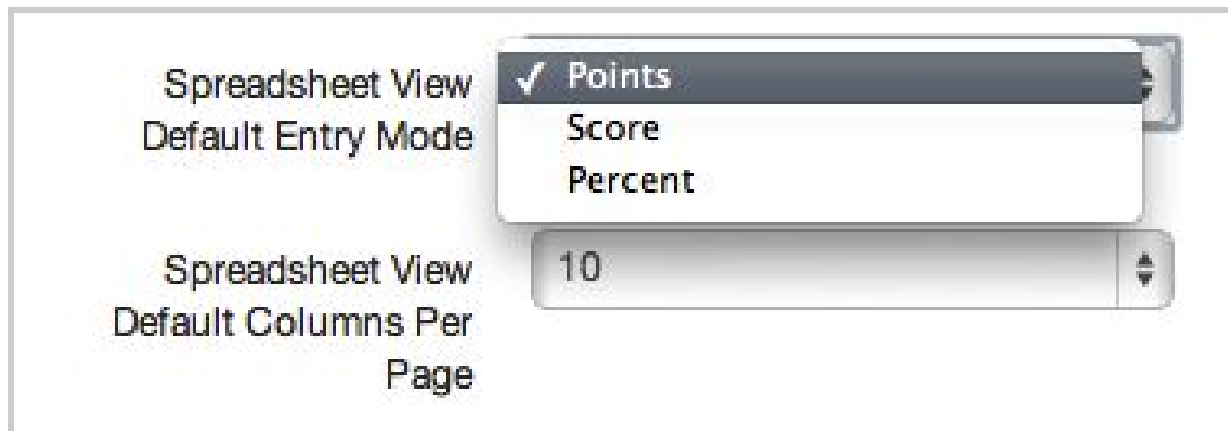 Spreadsheet View
Default Entry Mode
✓ Points
Score
Percent
Spreadsheet View
Default Columns Per
Page
10